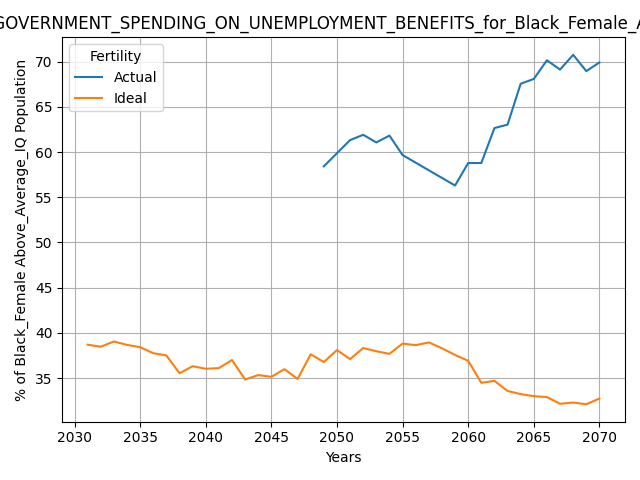 GOVERNMENT_SPENDING_ON_UNEMPLOYMENT_BENEFITS_for_Black_Female_A
Fertility
Actual
Ideal
% of Black_Female Above_Average_IQ Population
70
65
60
55
50
45
40
35
2030 2035 2040 2045 2050 2055 2060 2065 2070
Years